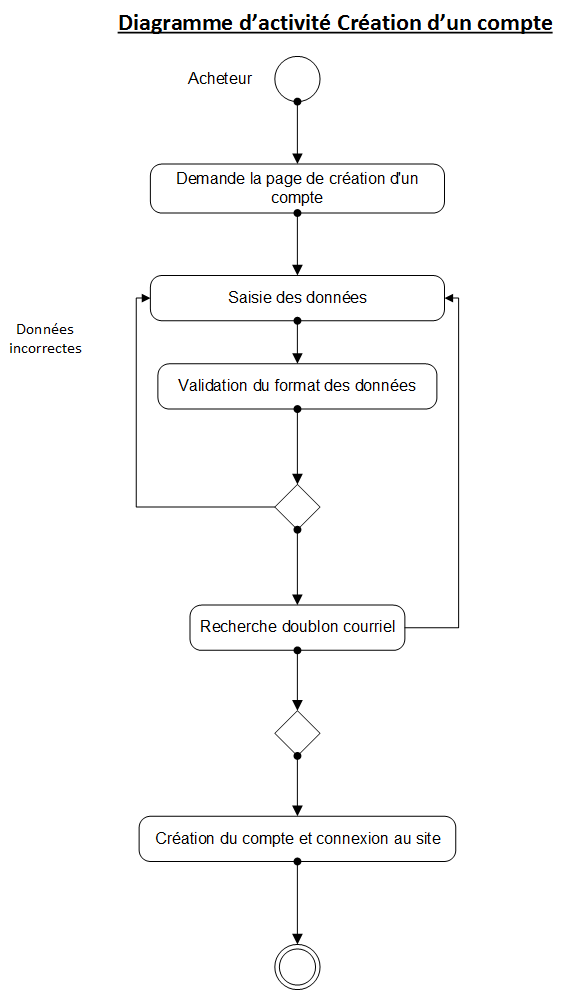 Diagramme d’activité Création d’un compte
Acheteur
Demande la page de création d'un
compte
Saisie des données
Données
incorrectes
Validation du format des données
Recherche doublon courriel
Création du compte et connexion au site